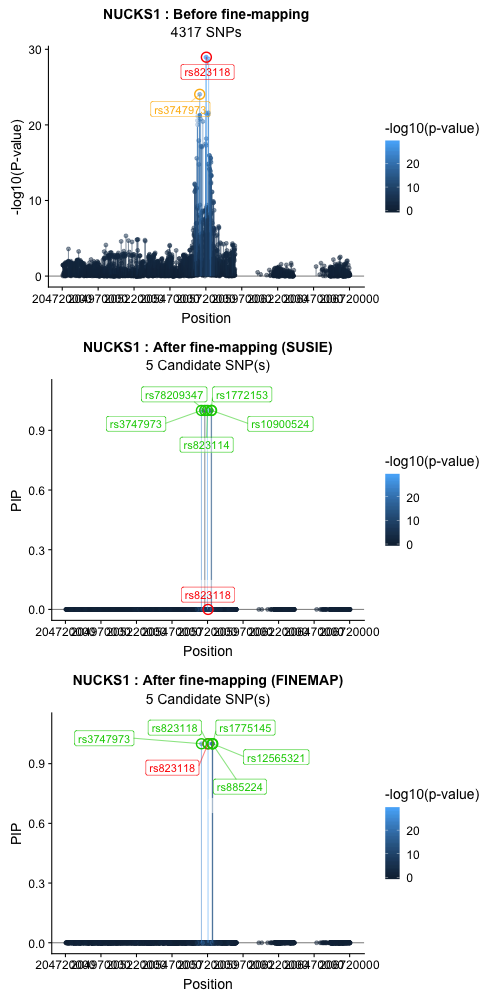 NUCKS1 : Before fine-mapping
4317 SNPs
30
20
10
0
-log10(P-value)
rs823118
rs3747973
-log10(p-value)
20
10
0
Position
NUCKS1 : After fine-mapping (SUSIE)
5 Candidate SNP(s)
0.9
0.6
0.3
0.0
PIP
rs78209347
rs1772153
rs3747973
rs10900524
rs823114
rs823118
-log10(p-value)
20
10
0
Position
NUCKS1 : After fine-mapping (FINEMAP)
5 Candidate SNP(s)
0.9
0.6
0.3
0.0
PIP
rs823118
rs1775145
rs3747973
rs12565321
rs823118
rs885224
-log10(p-value)
20
10
0
Position